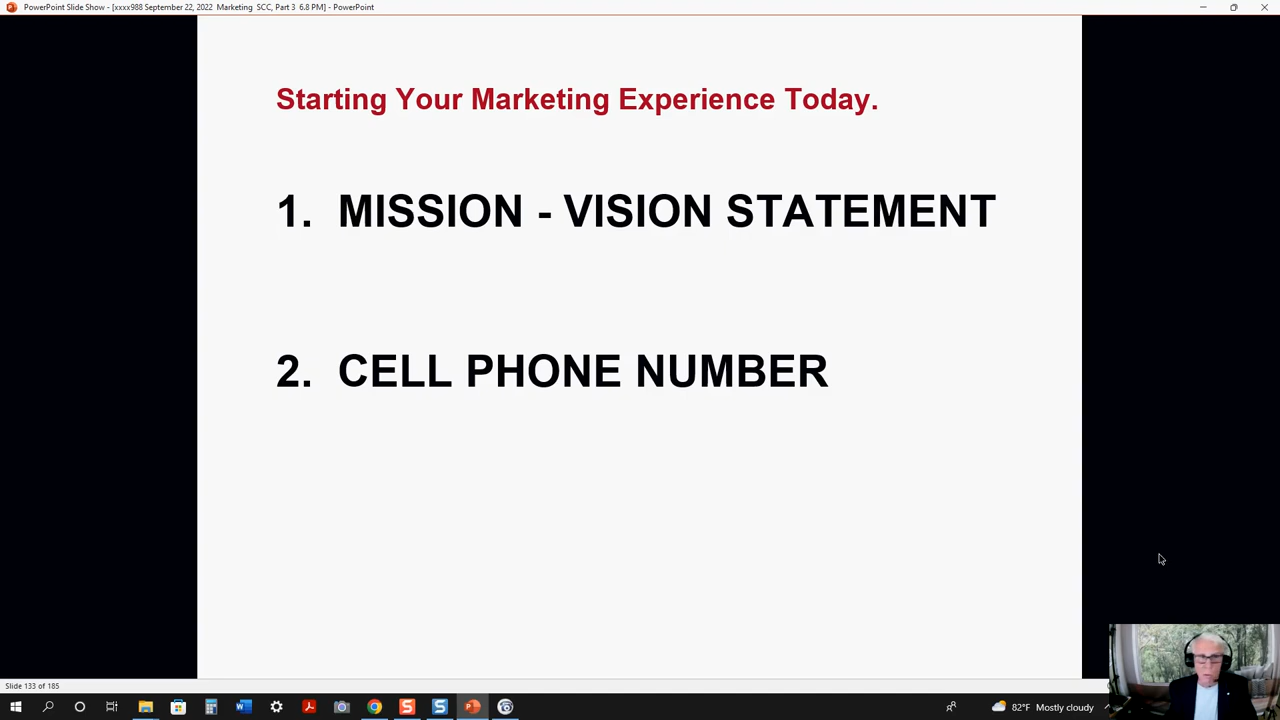 PowerPoint Slide Show - [xxxx988 September 22, 2022  Marketing  SCC, Part 3  6.8 PM] - PowerPoint
Starting Your Marketing Experience Today.
1.  MISSION - VISION STATEMENT
2.  CELL PHONE NUMBER
Slide 133 of 185
82°F  Mostly cloudy